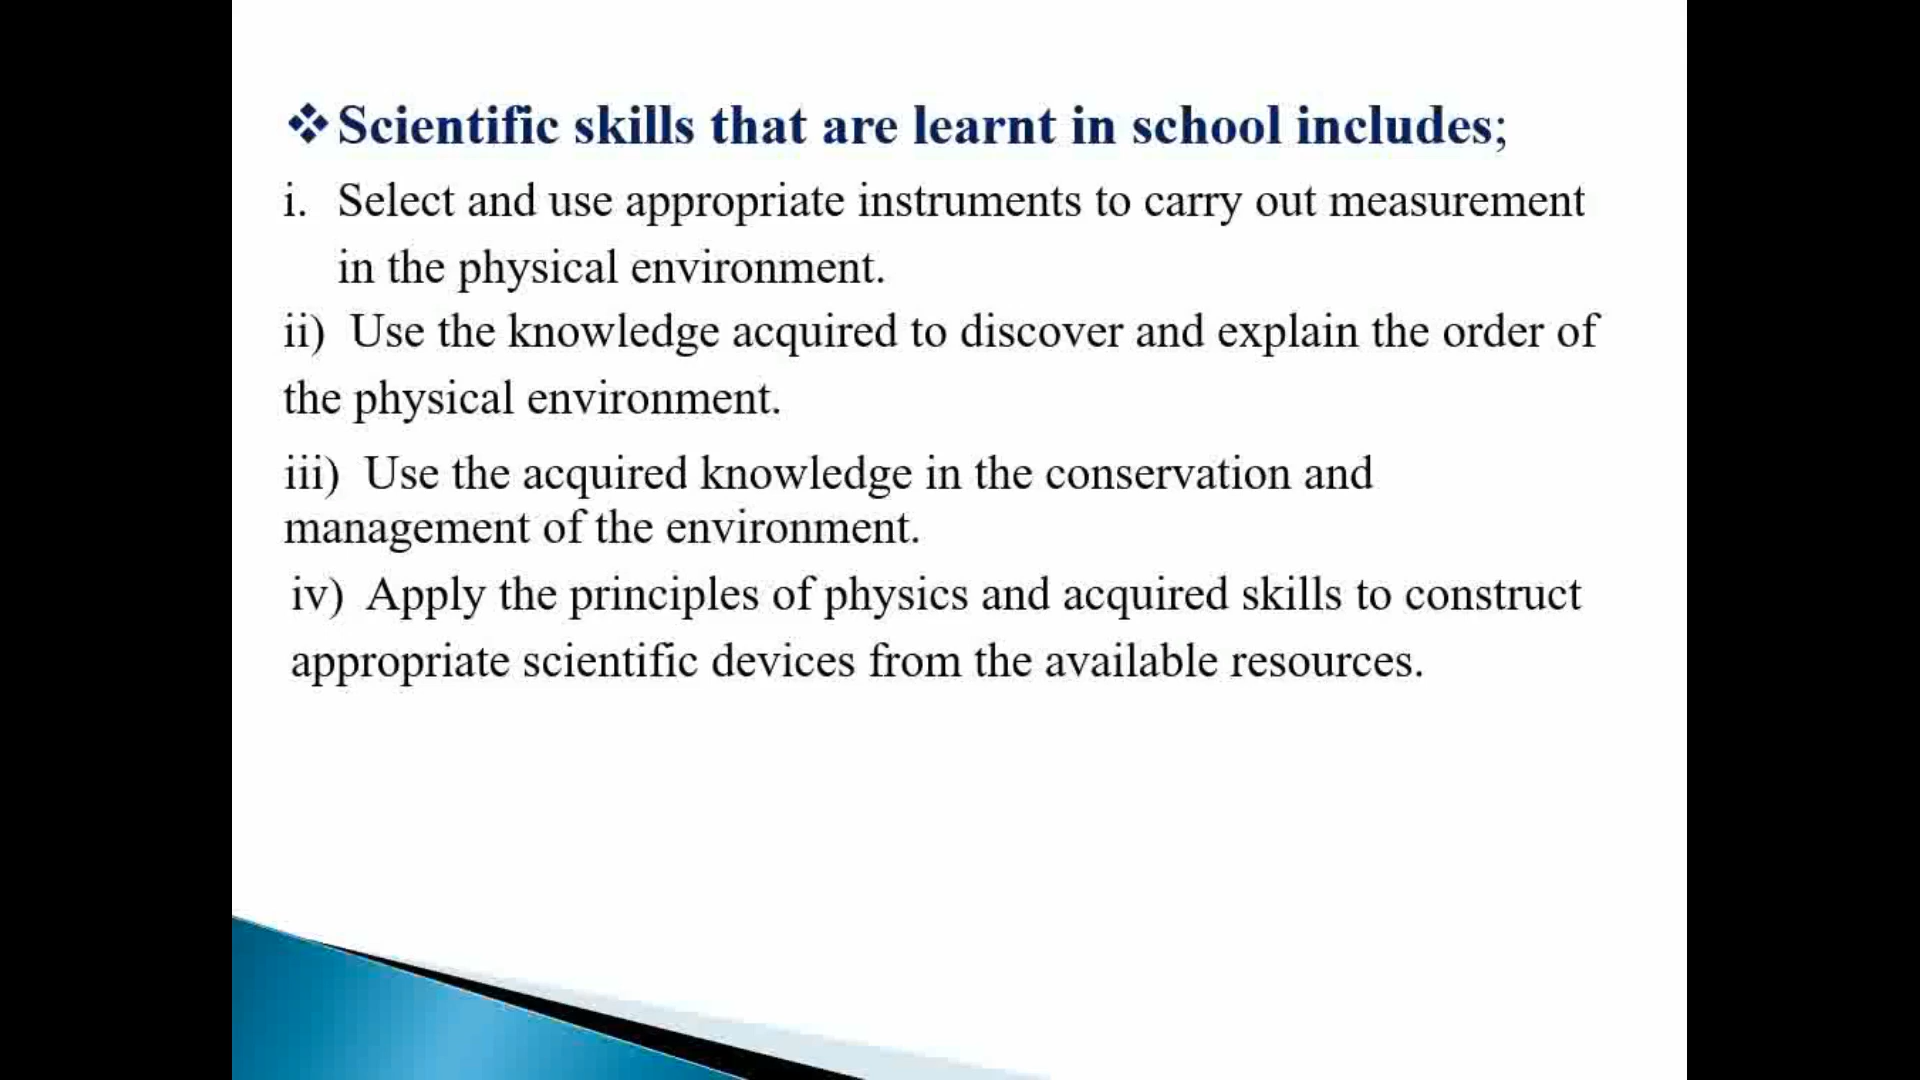 ❖Scientific skills that are learnt in school includes;
i. Select and use appropriate instruments to carry out measurement
in the physical environment.
ii) Use the knowledge acquired to discover and explain the order of
the physical environment.
iii) Use the acquired knowledge in the conservation and
management of the environment.
iv) Apply the principles of physics and acquired skills to construct
appropriate scientific devices from the available resources.